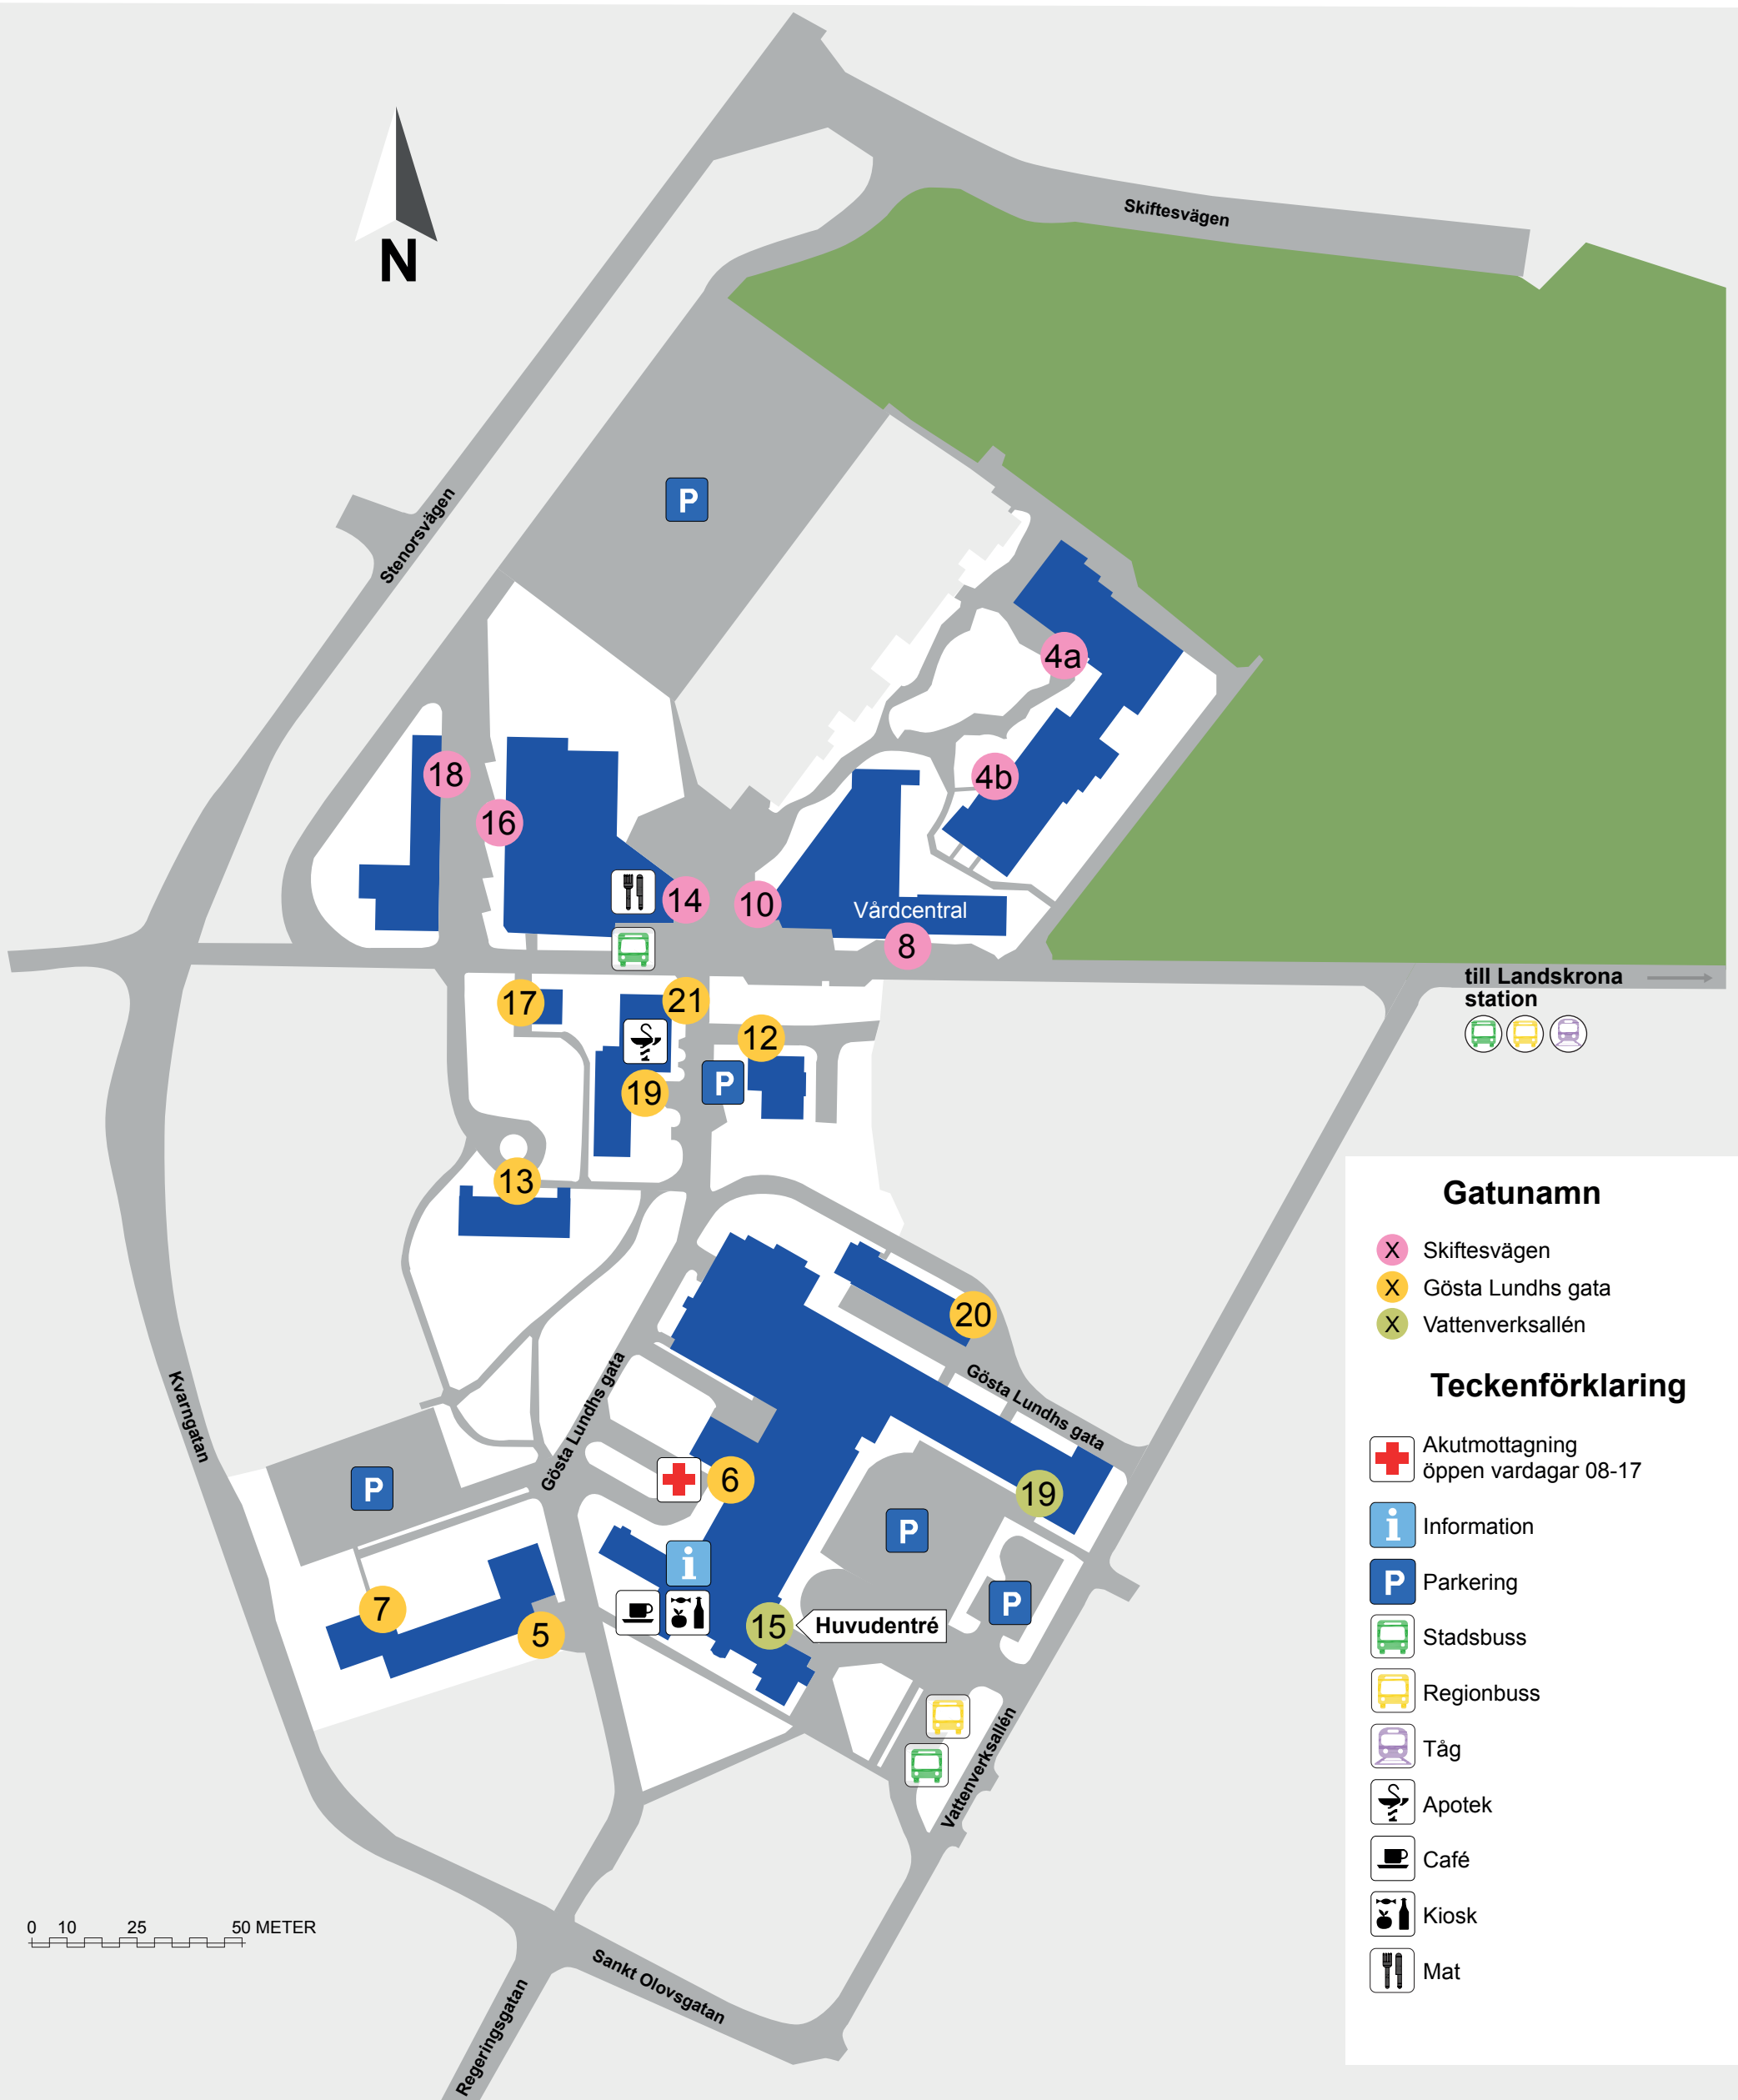 Skiftesvägen
N
P
Stenorsvägen
4a
18
4b
16
14
10
Vårdcentral
8
till Landskrona
station
17
21
12
P
19
13
Gatunamn
X Skiftesvägen
X Gösta Lundhs gata
X Vattenverksallén
20
Kvarngatan
Gösta Lundhs gata
Gösta Lundhs gata
Teckenförklaring
Akutmottagning
öppen vardagar 08-17
i Information
P Parkering
Stadsbuss
Regionbuss
Tåg
Apotek
Café
Kiosk
Mat
P
6
19
P
i
P
7
5
15
Huvudentré
Vattenverksallén
0 10 25 50 METER
Sankt Olovsgatan
Regeringsgatan